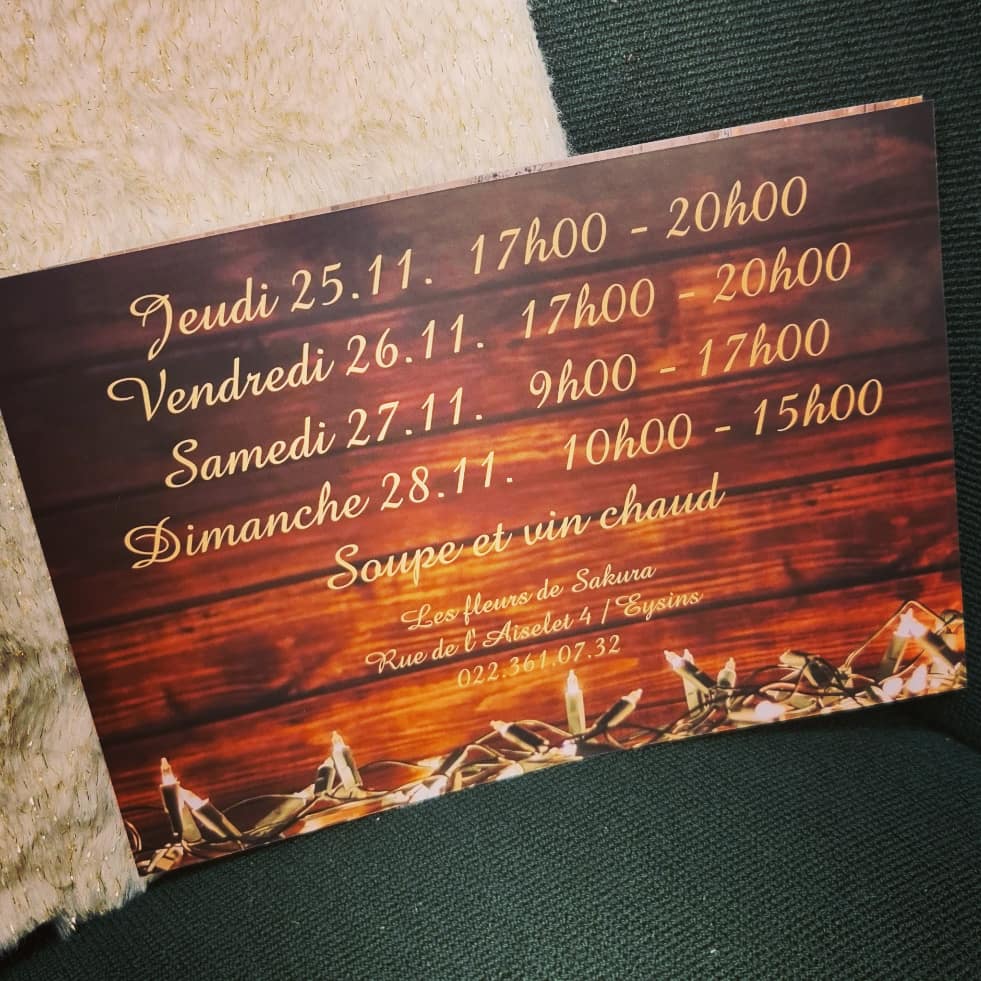 Jeudi 25.11. 17h00 - 20h00
Vendredi 26.11. 17h00 - 20h00
Samedi 27.11. 9h00 - 17h00
Dimanche 28.11. 10h00 - 15h00
Soupe et vin chaud
Les fleurs de Sakura
Rue de l'Aiselet 4 / Eysins
022.361.07.32